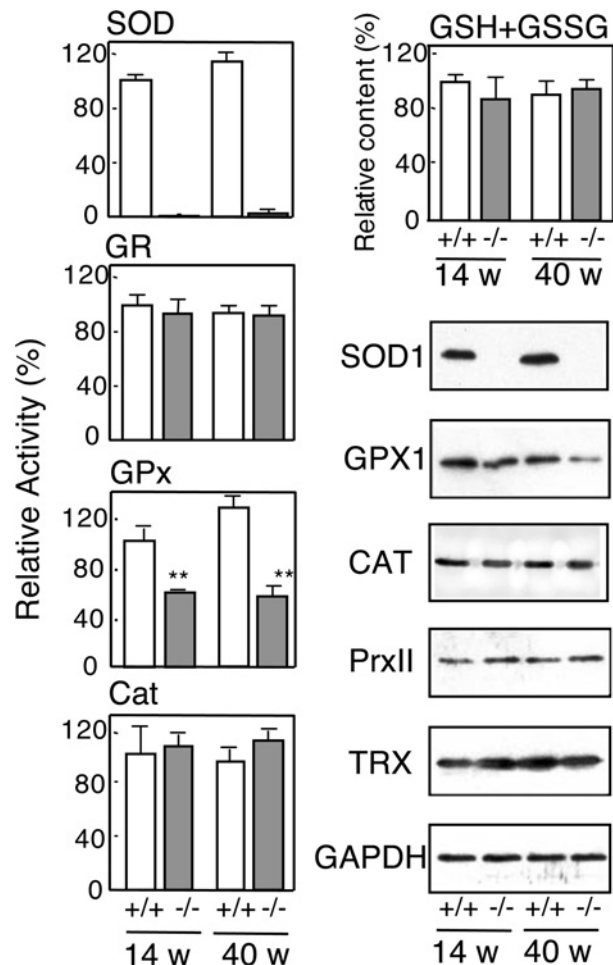 SOD
120
80
40
0
GR
120
80
40
0
GPx
120
80
40
0
** **
Cat
120
80
40
0
+/+ -/- +/+ -/-
14 w 40 w
Relative Activity (%)
GSH+GSSG
120
80
40
0
Relative content (%)
+/+ -/- +/+ -/-
14 w 40 w
SOD1
GPX1
CAT
PrxII
TRX
GAPDH
+/+ -/- +/+ -/-
14 w 40 w